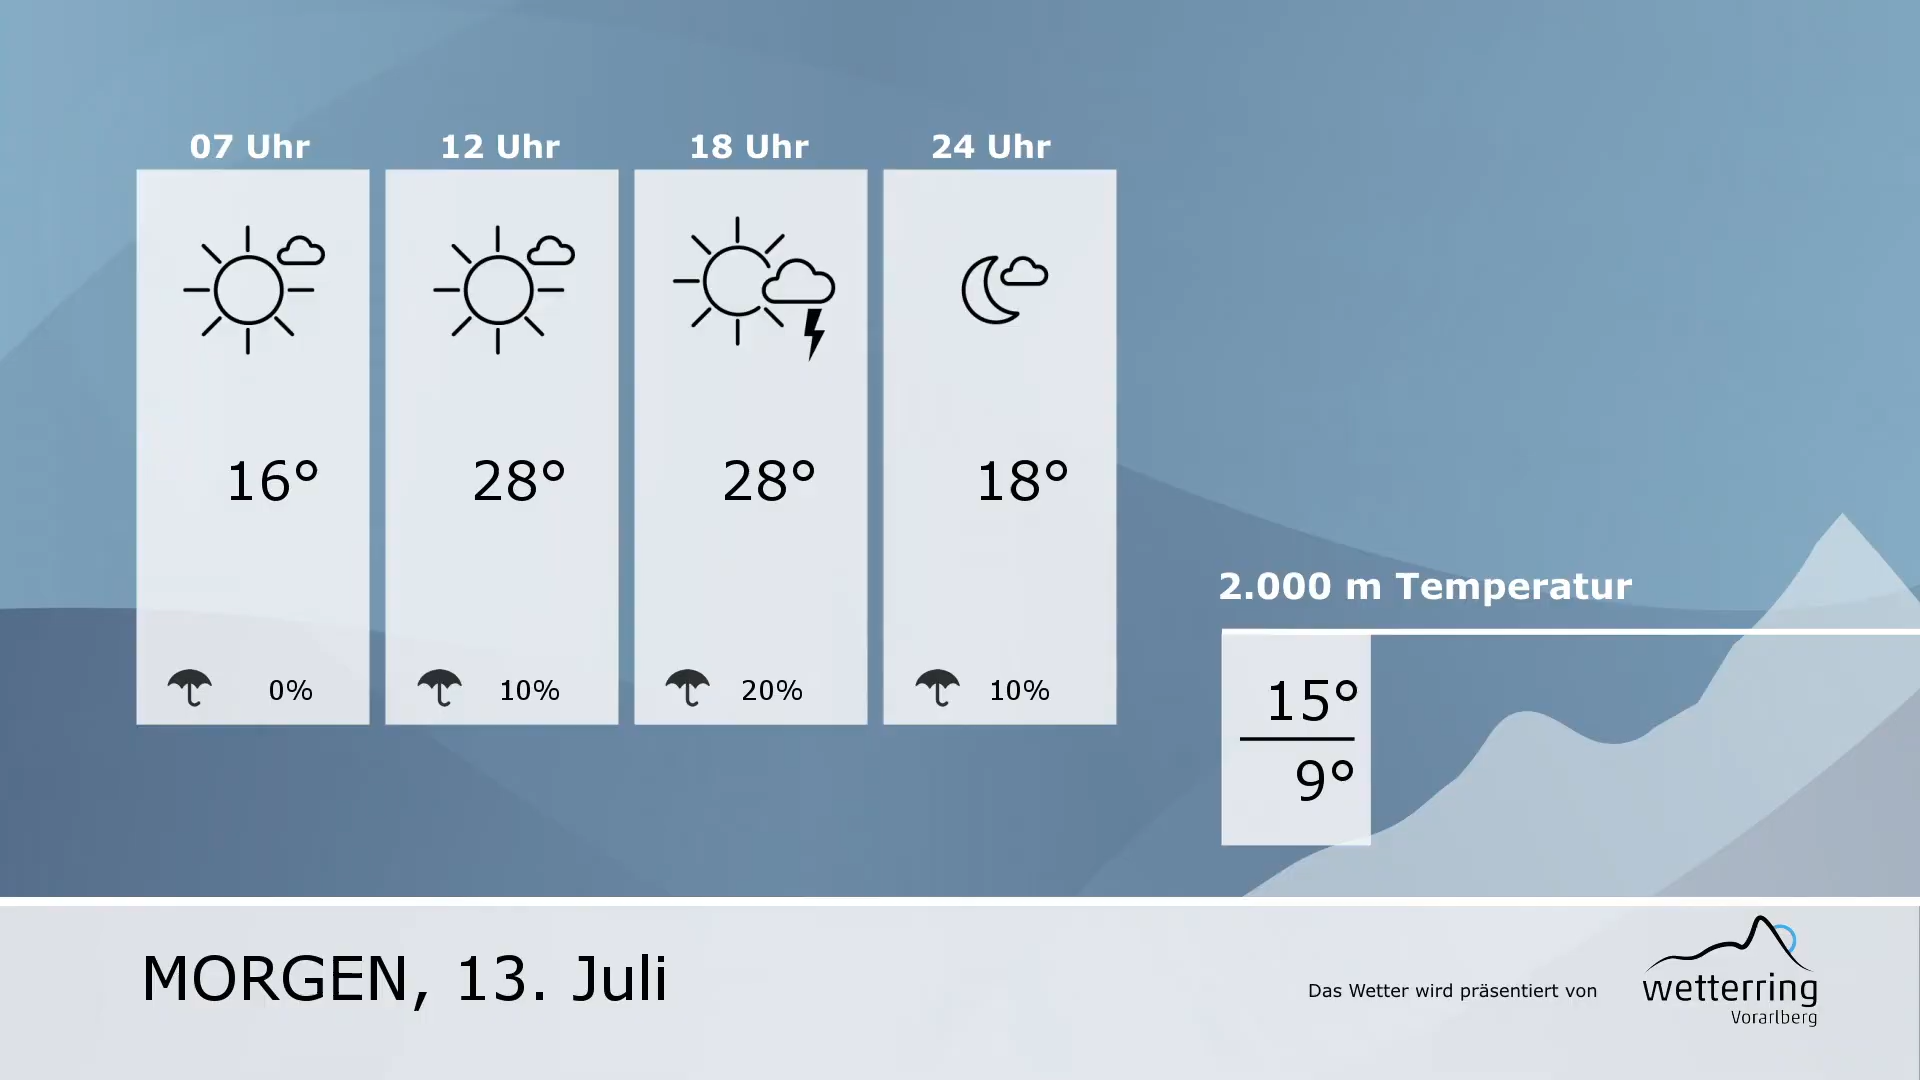 07 Uhr
12 Uhr
18 Uhr
24 Uhr
16°
28°
28°
18°
0%
10%
20%
10%
2.000 m Temperatur
15°
9°
MORGEN, 13. Juli
Das Wetter wird präsentiert von
wetterring
Vorarlberg